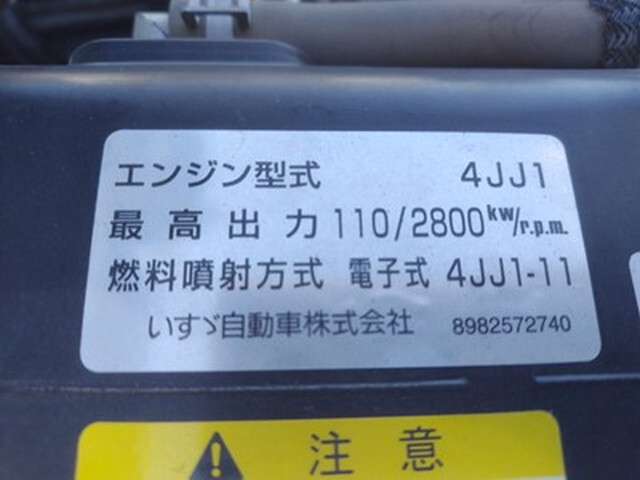 エンジン型式 4JJ1
最高出力 110/2800kw/r.p.m.
燃料噴射方式 電子式 4JJ1-11
いすゞ自動車株式会社 8982572740
注意